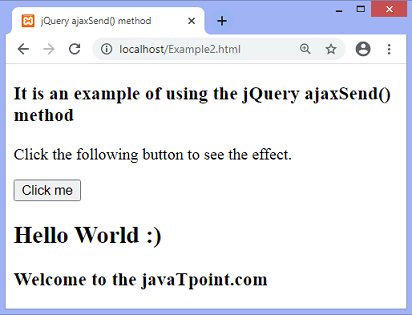 jQuery ajaxSend() method
localhost/Example2.html
It is an example of using the jQuery ajaxSend()
method
Click the following button to see the effect.
Click me
Hello World :)
Welcome to the javaTpoint.com